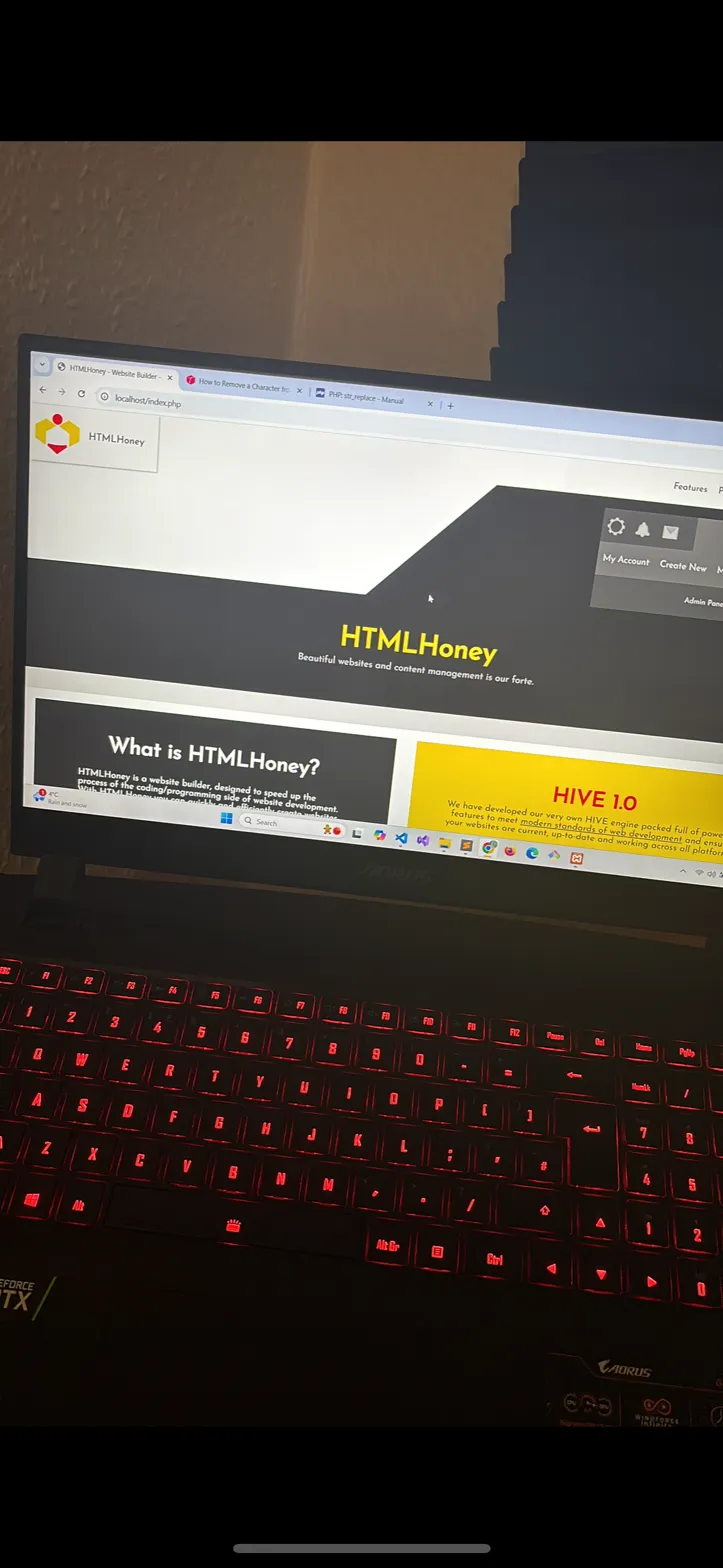 HTMLHoney - Website Builder -
How to Remove a Character fro
PHP: str_replace - Manual
localhost/index.php
HTMLHoney
Features
My Account Create New
Admin Pane
HTMLHoney
Beautiful websites and content management is our forte.
What is HTMLHoney?
HTMLHoney is a website builder, designed to speed up the
process of the coding/programming side of website development.
With HTMLHoney you can quickly and efficiently create websites
HIVE 1.0
We have developed our very own HIVE engine packed full of powe
features to meet modern standards of web development and ensu
your websites are current, up-to-date and working across all platfor
1
4°C
Rain and snow
Search
AORUS
ESC F1 F2 F3 F4 F5 F6 F7 F8 F9 F10 F11 F12 Pause Del Home PgUp
1 2 3 4 5 6 7 8 9 0 - = NumLk /
Q W E R T Y U I O P [ ] 7 8
A S D F G H J K L ; ' # 4 5
\ Z X C V B N M , . / 1 2
Alt Alt Gr Ctrl 0
EFORCE
TX
AORUS
WINDFORCE
Infinity